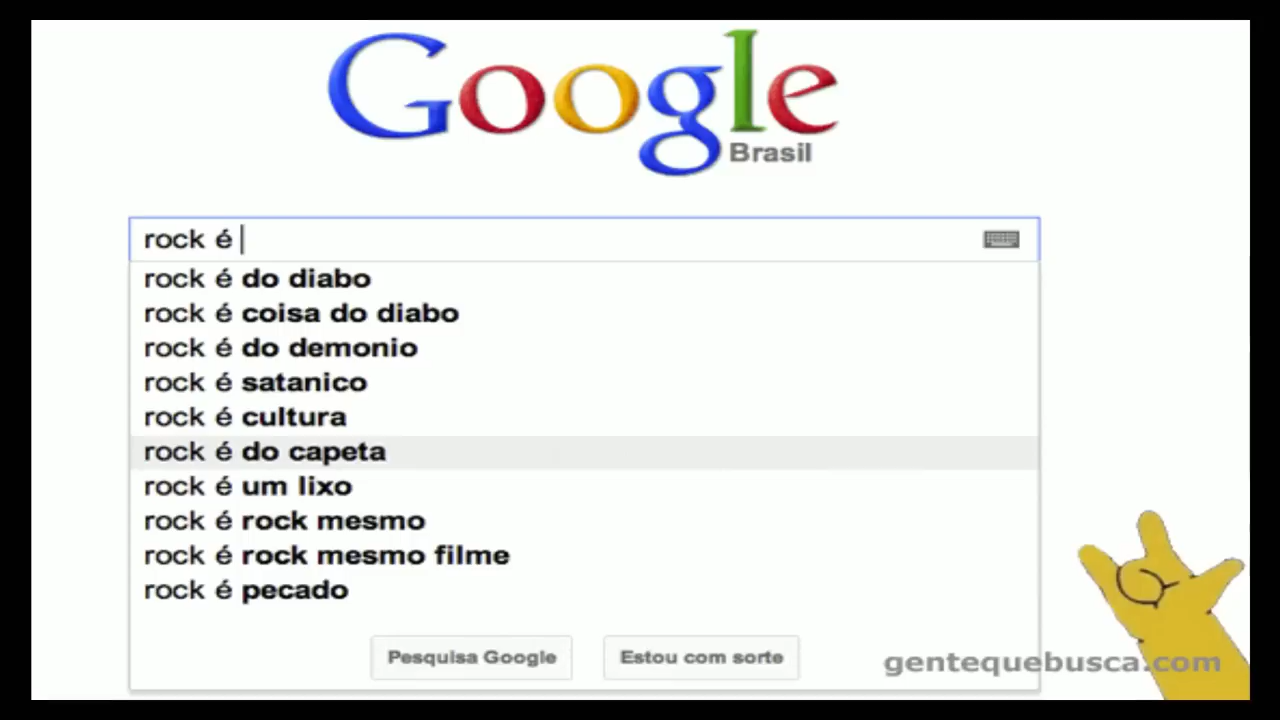 Google
Brasil
rock é
rock é do diabo
rock é coisa do diabo
rock é do demonio
rock é satanico
rock é cultura
rock é do capeta
rock é um lixo
rock é rock mesmo
rock é rock mesmo filme
rock é pecado
Pesquisa Google
Estou com sorte
gentequebusca.com